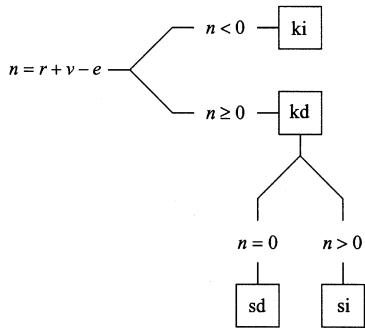 n < 0 ki
n = r + v − e
n ≥ 0 kd
n = 0 n > 0
sd si